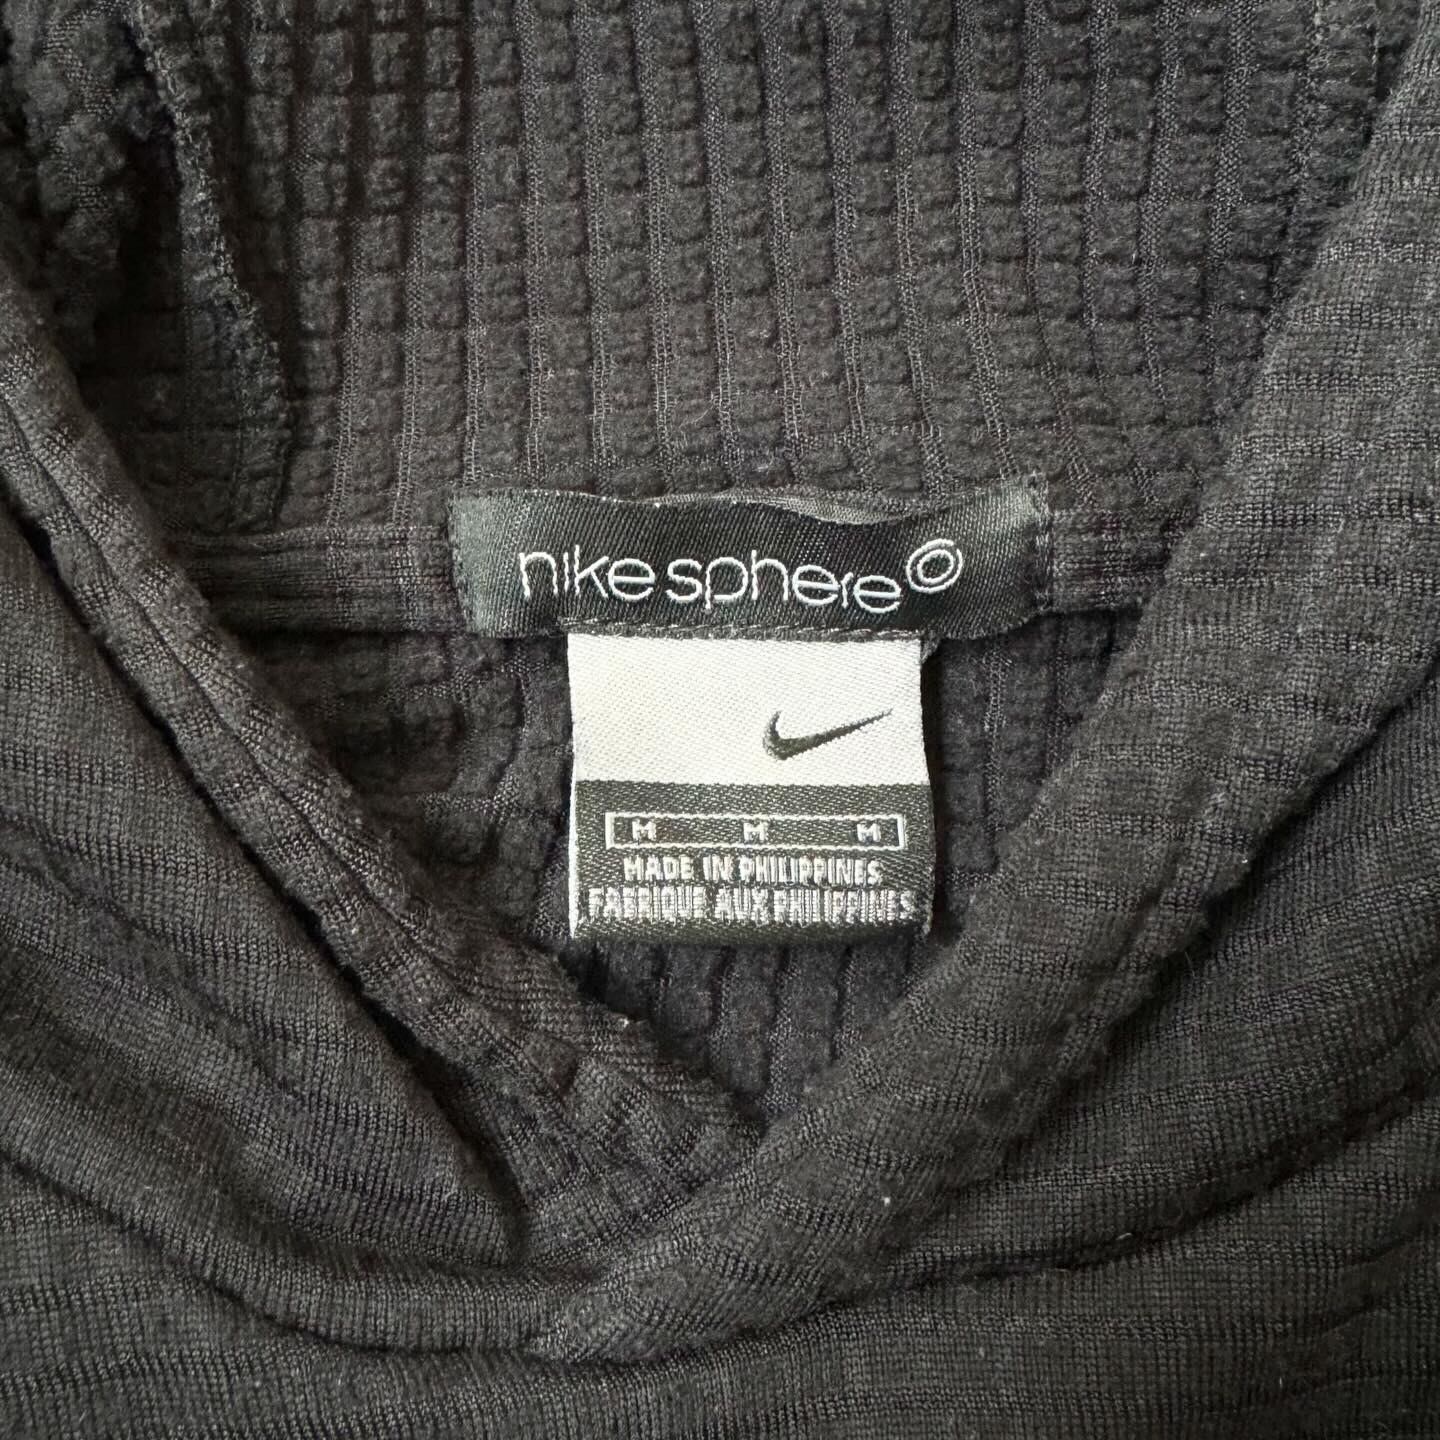 nike sphere
M M M
MADE IN PHILIPPINES
FABRIQUE AUX PHILIPPINES